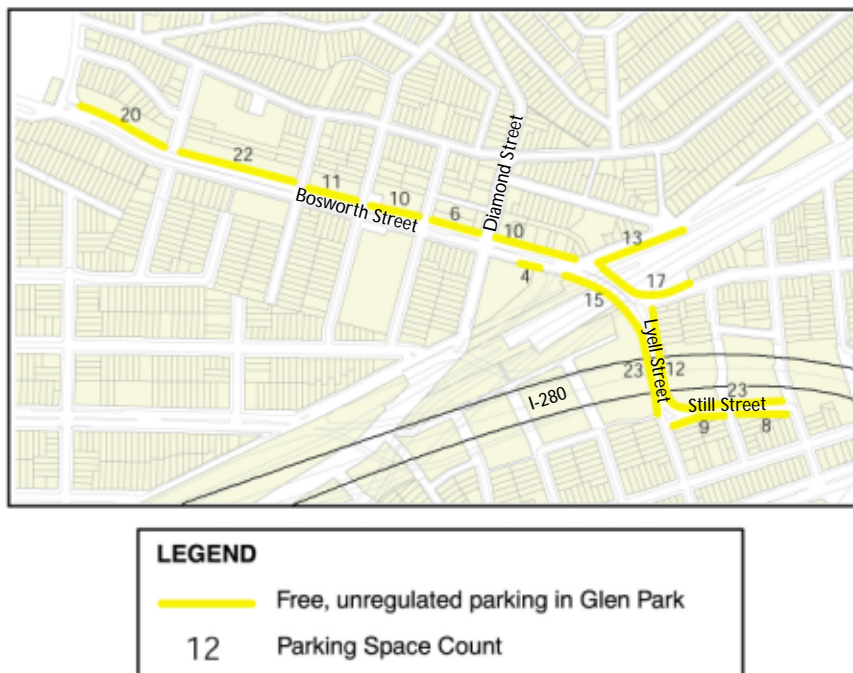 20
22
11
Bosworth Street
10
6
Diamond Street
10
4
13
17
15
Lyell Street
23
12
I-280
23
Still Street
9
8
LEGEND
Free, unregulated parking in Glen Park
12 Parking Space Count